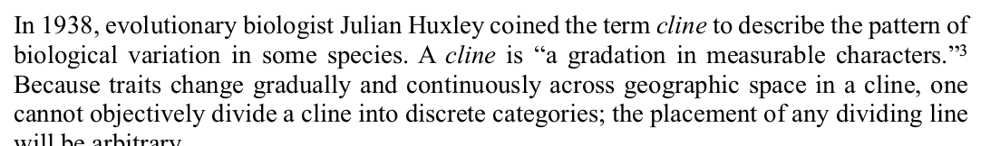 In 1938, evolutionary biologist Julian Huxley coined the term cline to describe the pattern of
biological variation in some species. A cline is “a gradation in measurable characters.”3
Because traits change gradually and continuously across geographic space in a cline, one
cannot objectively divide a cline into discrete categories; the placement of any dividing line
will be arbitrary.